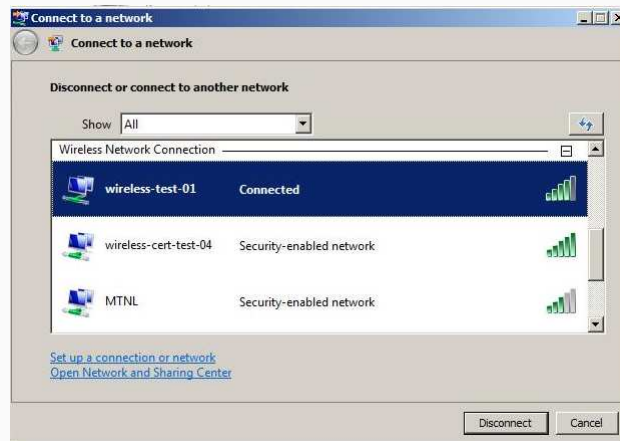 Connect to a network
Connect to a network
Disconnect or connect to another network
Show All
Wireless Network Connection
wireless-test-01 Connected
wireless-cert-test-04 Security-enabled network
MTNL Security-enabled network
Set up a connection or network
Open Network and Sharing Center
Disconnect Cancel